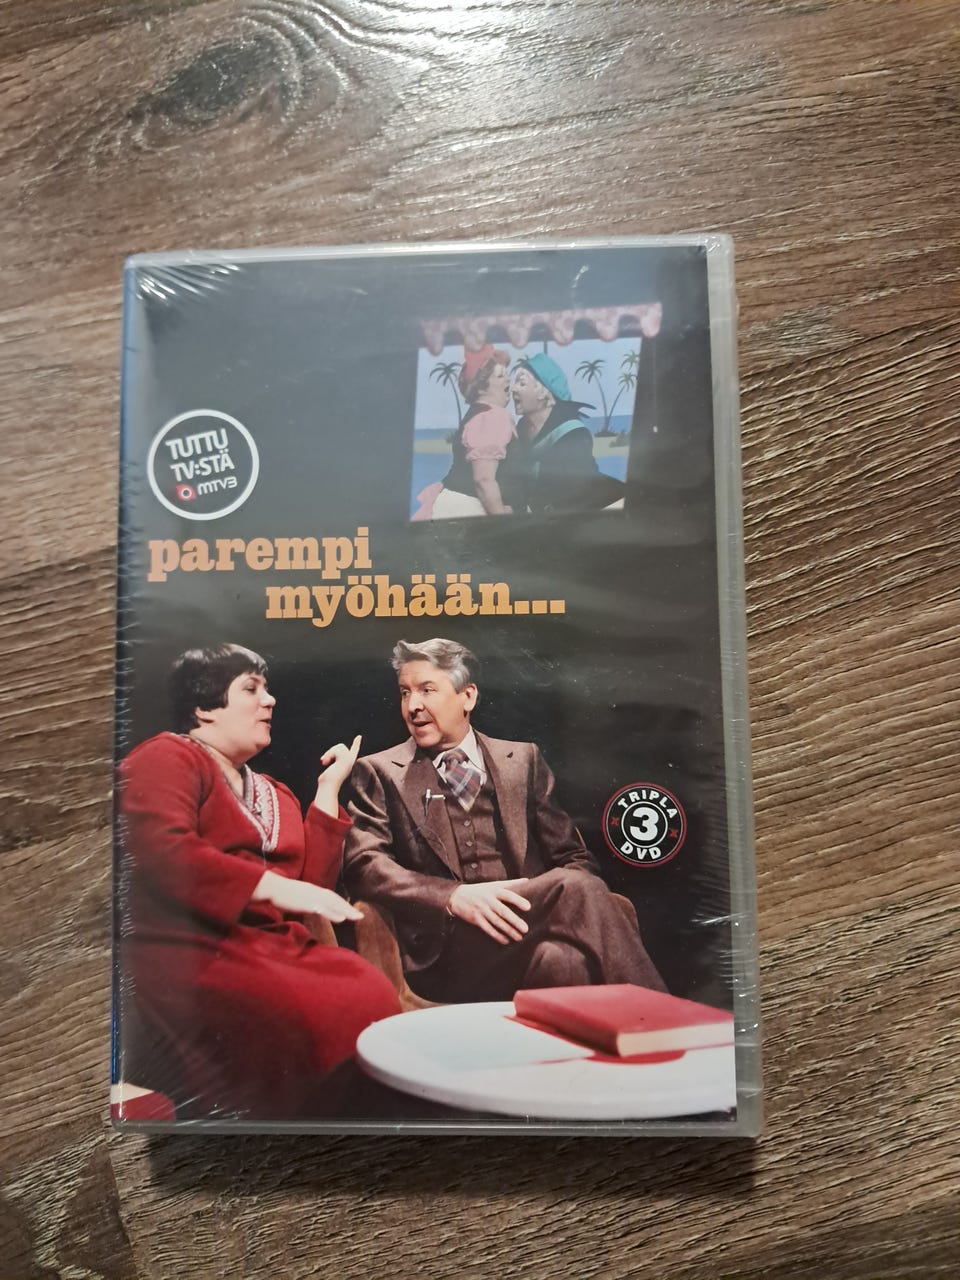 TUTTU
TV:STÄ
MTV3
parempi
myöhään...
TRIPLA
3
DVD